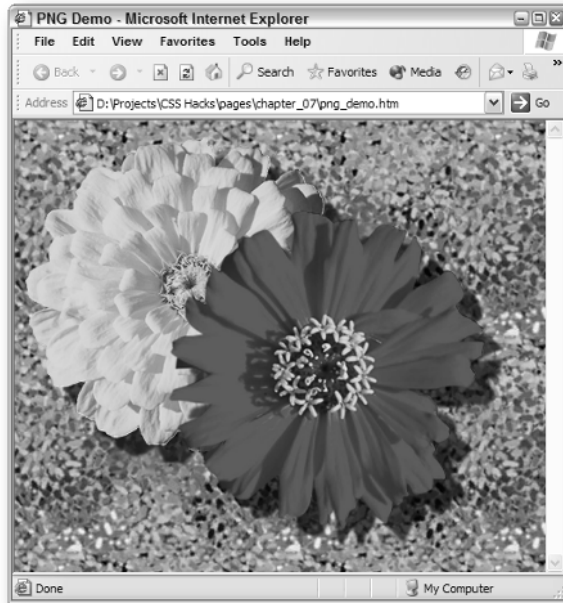 PNG Demo - Microsoft Internet Explorer
File Edit View Favorites Tools Help
Back Search Favorites Media »
Address D:\Projects\CSS Hacks\pages\chapter_07\png_demo.htm Go
Done My Computer